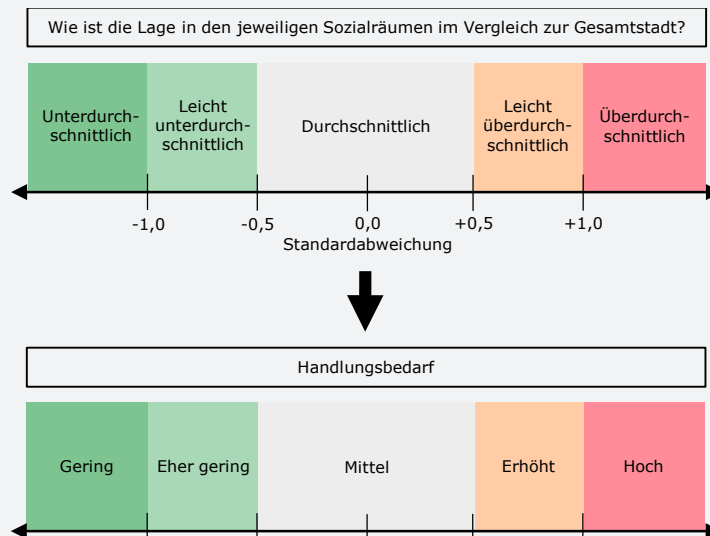 Wie ist die Lage in den jeweiligen Sozialräumen im Vergleich zur Gesamtstadt?
Unterdurch-
schnittlich
Leicht
unterdurch-
schnittlich
Durchschnittlich
Leicht
überdurch-
schnittlich
Überdurch-
schnittlich
-1,0
-0,5
0,0
+0,5
+1,0
Standardabweichung
Handlungsbedarf
Gering
Eher gering
Mittel
Erhöht
Hoch